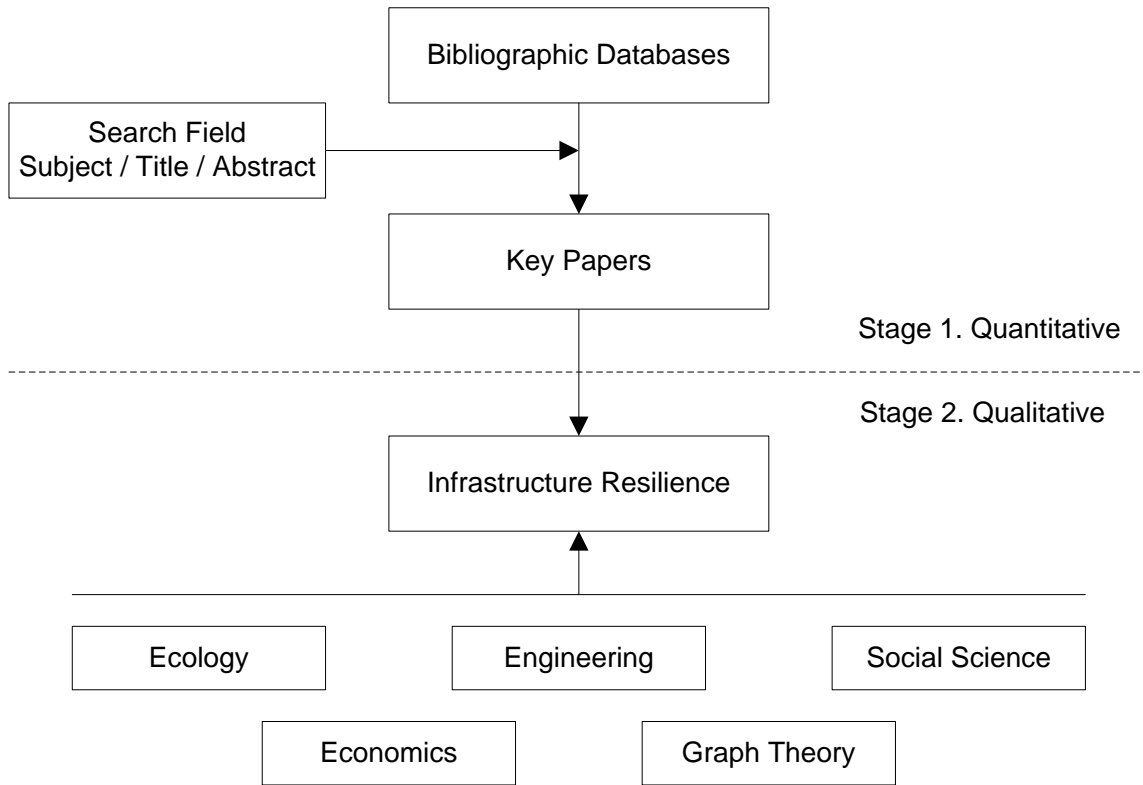 Bibliographic Databases
Search Field
Subject / Title / Abstract
Key Papers
Stage 1. Quantitative
Stage 2. Qualitative
Infrastructure Resilience
Ecology
Engineering
Social Science
Economics
Graph Theory